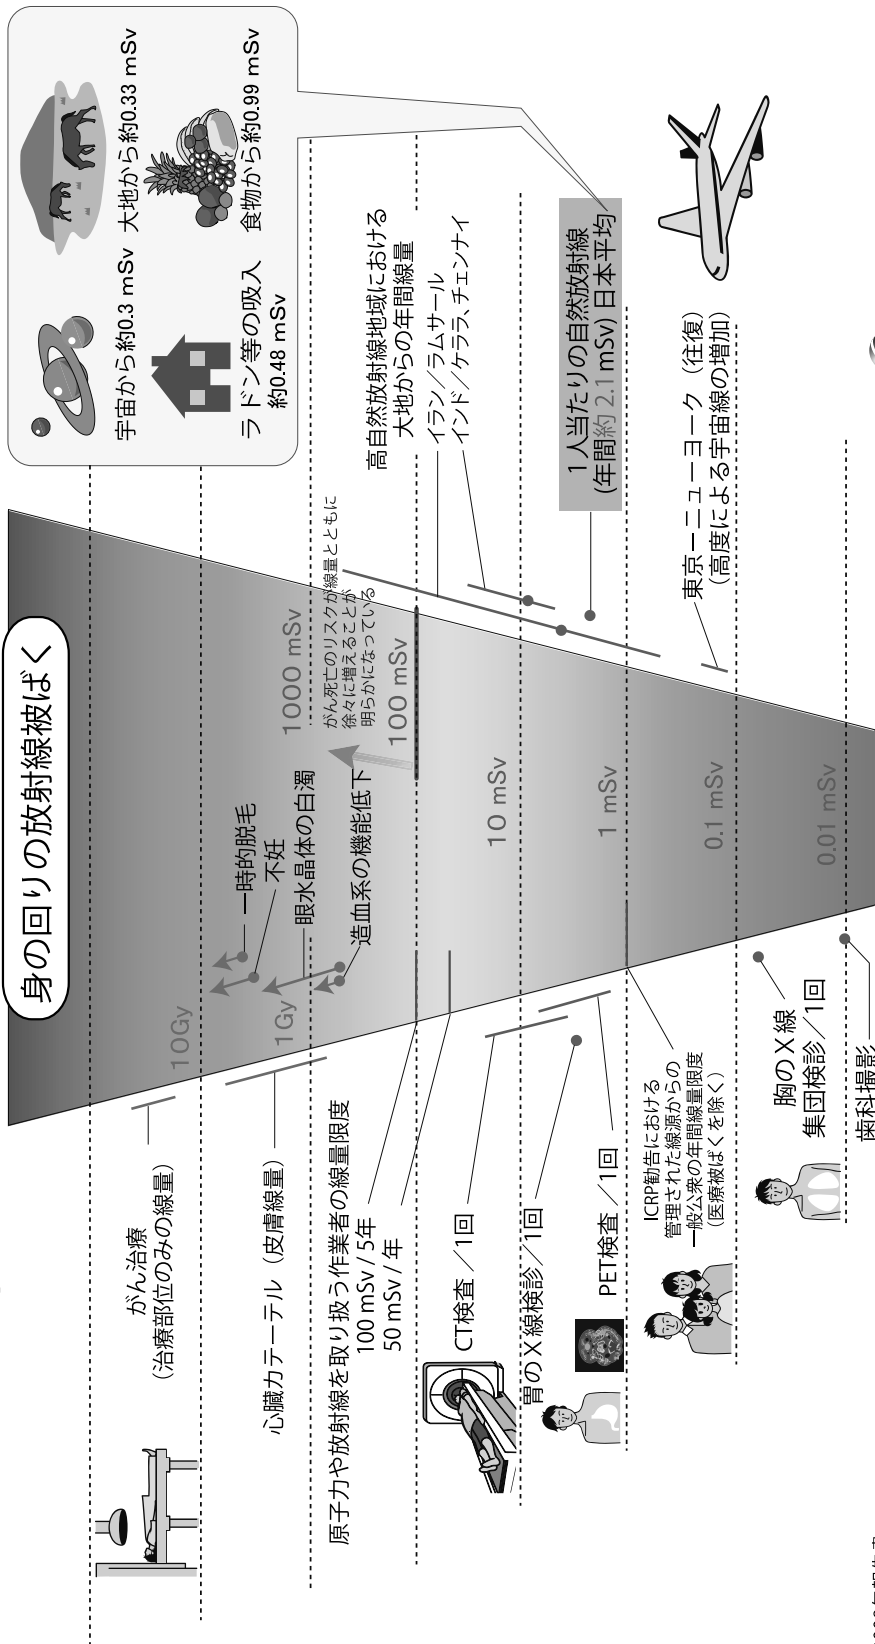 身の回りの放射線被ばく
宇宙から約0.3 mSv
大地から約0.33 mSv
ラドン等の吸入
約0.48 mSv
食物から約0.99 mSv
10Gy
1Gy
1000 mSv
100 mSv
10 mSv
1 mSv
0.1 mSv
0.01 mSv
がん死亡のリスクが線量とともに
徐々に増えることが
明らかになっている
一時的脱毛
不妊
眼水晶体の白濁
造血系の機能低下
がん治療
(治療部位のみの線量)
心臓カテーテル(皮膚線量)
原子力や放射線を取り扱う作業者の線量限度
100 mSv / 5年
50 mSv / 年
CT検査/1回
胃のX線検診/1回
PET検査/1回
ICRP勧告における
管理された線源からの
一般公衆の年間線量限度
(医療被ばくを除く)
胸のX線
集団検診/1回
歯科撮影
高自然放射線地域における
大地からの年間線量
イラン/ラムサール
インド/ケララ、チェンナイ
1人当たりの自然放射線
(年間約2.1mSv)日本平均
東京ーニューヨーク(往復)
(高度による宇宙線の増加)